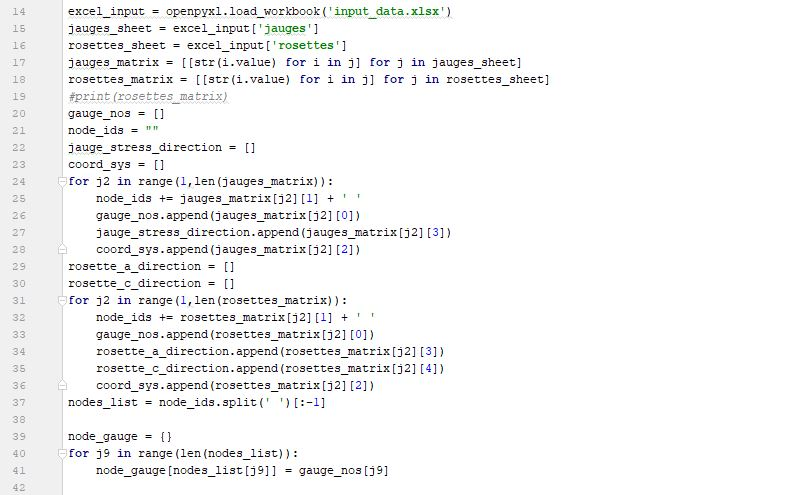 14 excel_input = openpyxl.load_workbook('input_data.xlsx')
15 jauges_sheet = excel_input['jauges']
16 rosettes_sheet = excel_input['rosettes']
17 jauges_matrix = [[str(i.value) for i in j] for j in jauges_sheet]
18 rosettes_matrix = [[str(i.value) for i in j] for j in rosettes_sheet]
19 #print(rosettes_matrix)
20 gauge_nos = []
21 node_ids = ""
22 jauge_stress_direction = []
23 coord_sys = []
24 for j2 in range(1,len(jauges_matrix)):
25     node_ids += jauges_matrix[j2][1] + ' '
26     gauge_nos.append(jauges_matrix[j2][0])
27     jauge_stress_direction.append(jauges_matrix[j2][3])
28     coord_sys.append(jauges_matrix[j2][2])
29 rosette_a_direction = []
30 rosette_c_direction = []
31 for j2 in range(1,len(rosettes_matrix)):
32     node_ids += rosettes_matrix[j2][1] + ' '
33     gauge_nos.append(rosettes_matrix[j2][0])
34     rosette_a_direction.append(rosettes_matrix[j2][3])
35     rosette_c_direction.append(rosettes_matrix[j2][4])
36     coord_sys.append(rosettes_matrix[j2][2])
37 nodes_list = node_ids.split(' ')[:-1]
38
39 node_gauge = {}
40 for j9 in range(len(nodes_list)):
41     node_gauge[nodes_list[j9]] = gauge_nos[j9]
42